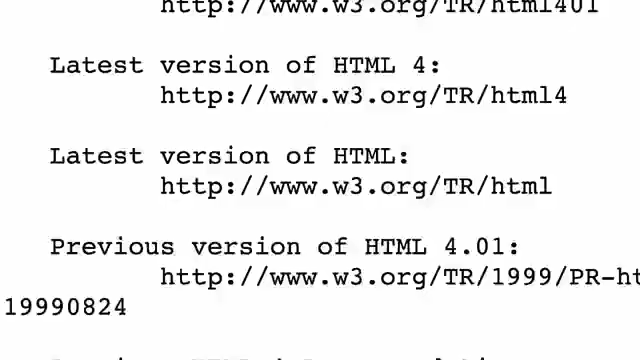 http://www.w3.org/TR/html401
Latest version of HTML 4:
http://www.w3.org/TR/html4
Latest version of HTML:
http://www.w3.org/TR/html
Previous version of HTML 4.01:
http://www.w3.org/TR/1999/PR-ht
19990824